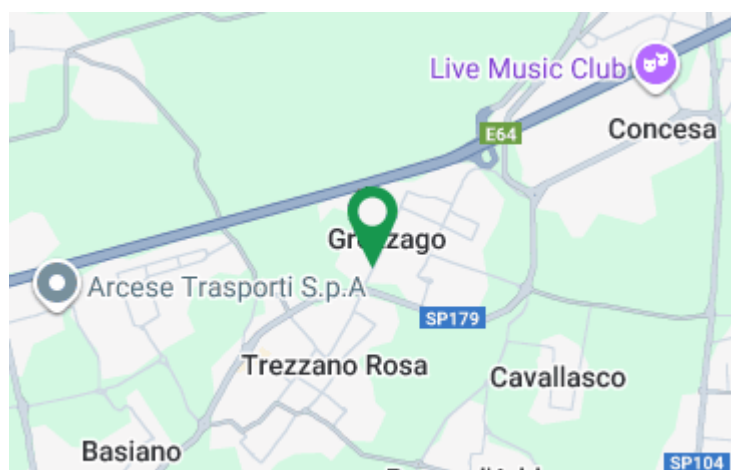 Live Music Club
Concesa
E64
Arcese Trasporti S.p.A
SP179
Trezzano Rosa
Cavallasco
Basiano
SP104